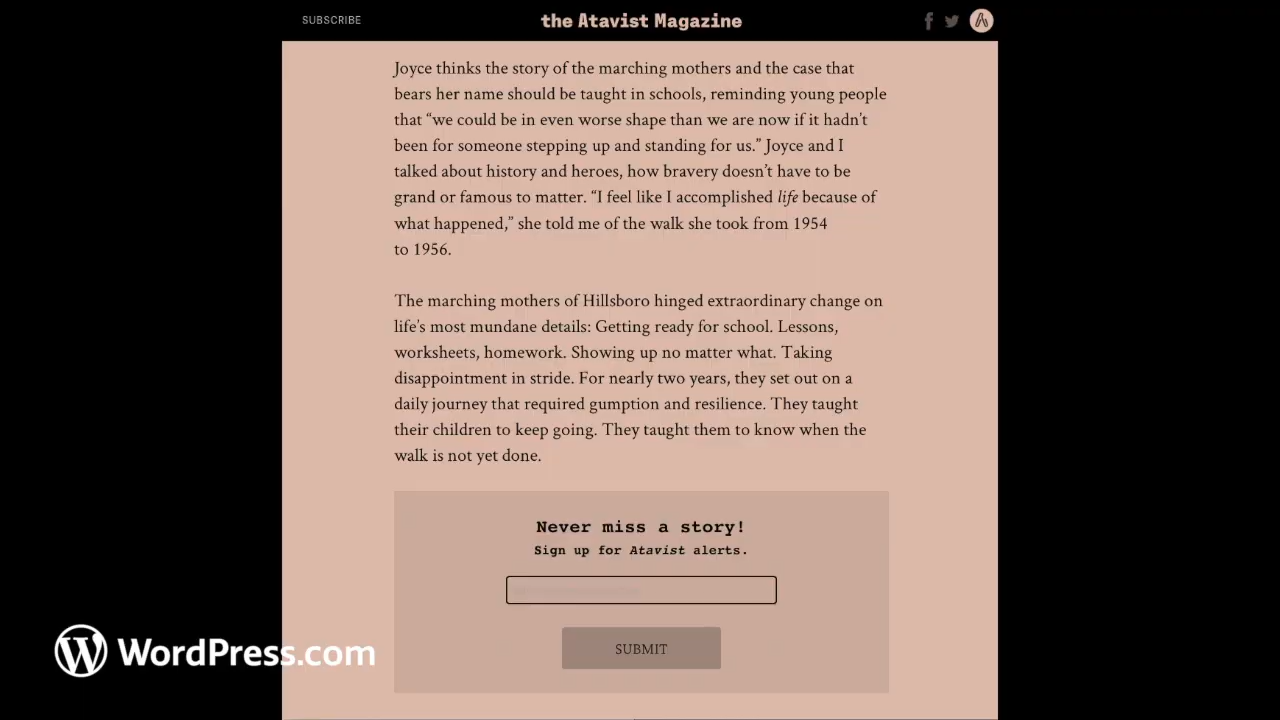 SUBSCRIBE
the Atavist Magazine
Joyce thinks the story of the marching mothers and the case that
bears her name should be taught in schools, reminding young people
that “we could be in even worse shape than we are now if it hadn’t
been for someone stepping up and standing for us.” Joyce and I
talked about history and heroes, how bravery doesn’t have to be
grand or famous to matter. “I feel like I accomplished life because of
what happened,” she told me of the walk she took from 1954
to 1956.
The marching mothers of Hillsboro hinged extraordinary change on
life’s most mundane details: Getting ready for school. Lessons,
worksheets, homework. Showing up no matter what. Taking
disappointment in stride. For nearly two years, they set out on a
daily journey that required gumption and resilience. They taught
their children to keep going. They taught them to know when the
walk is not yet done.
Never miss a story!
Sign up for Atavist alerts.
SUBMIT
WordPress.com